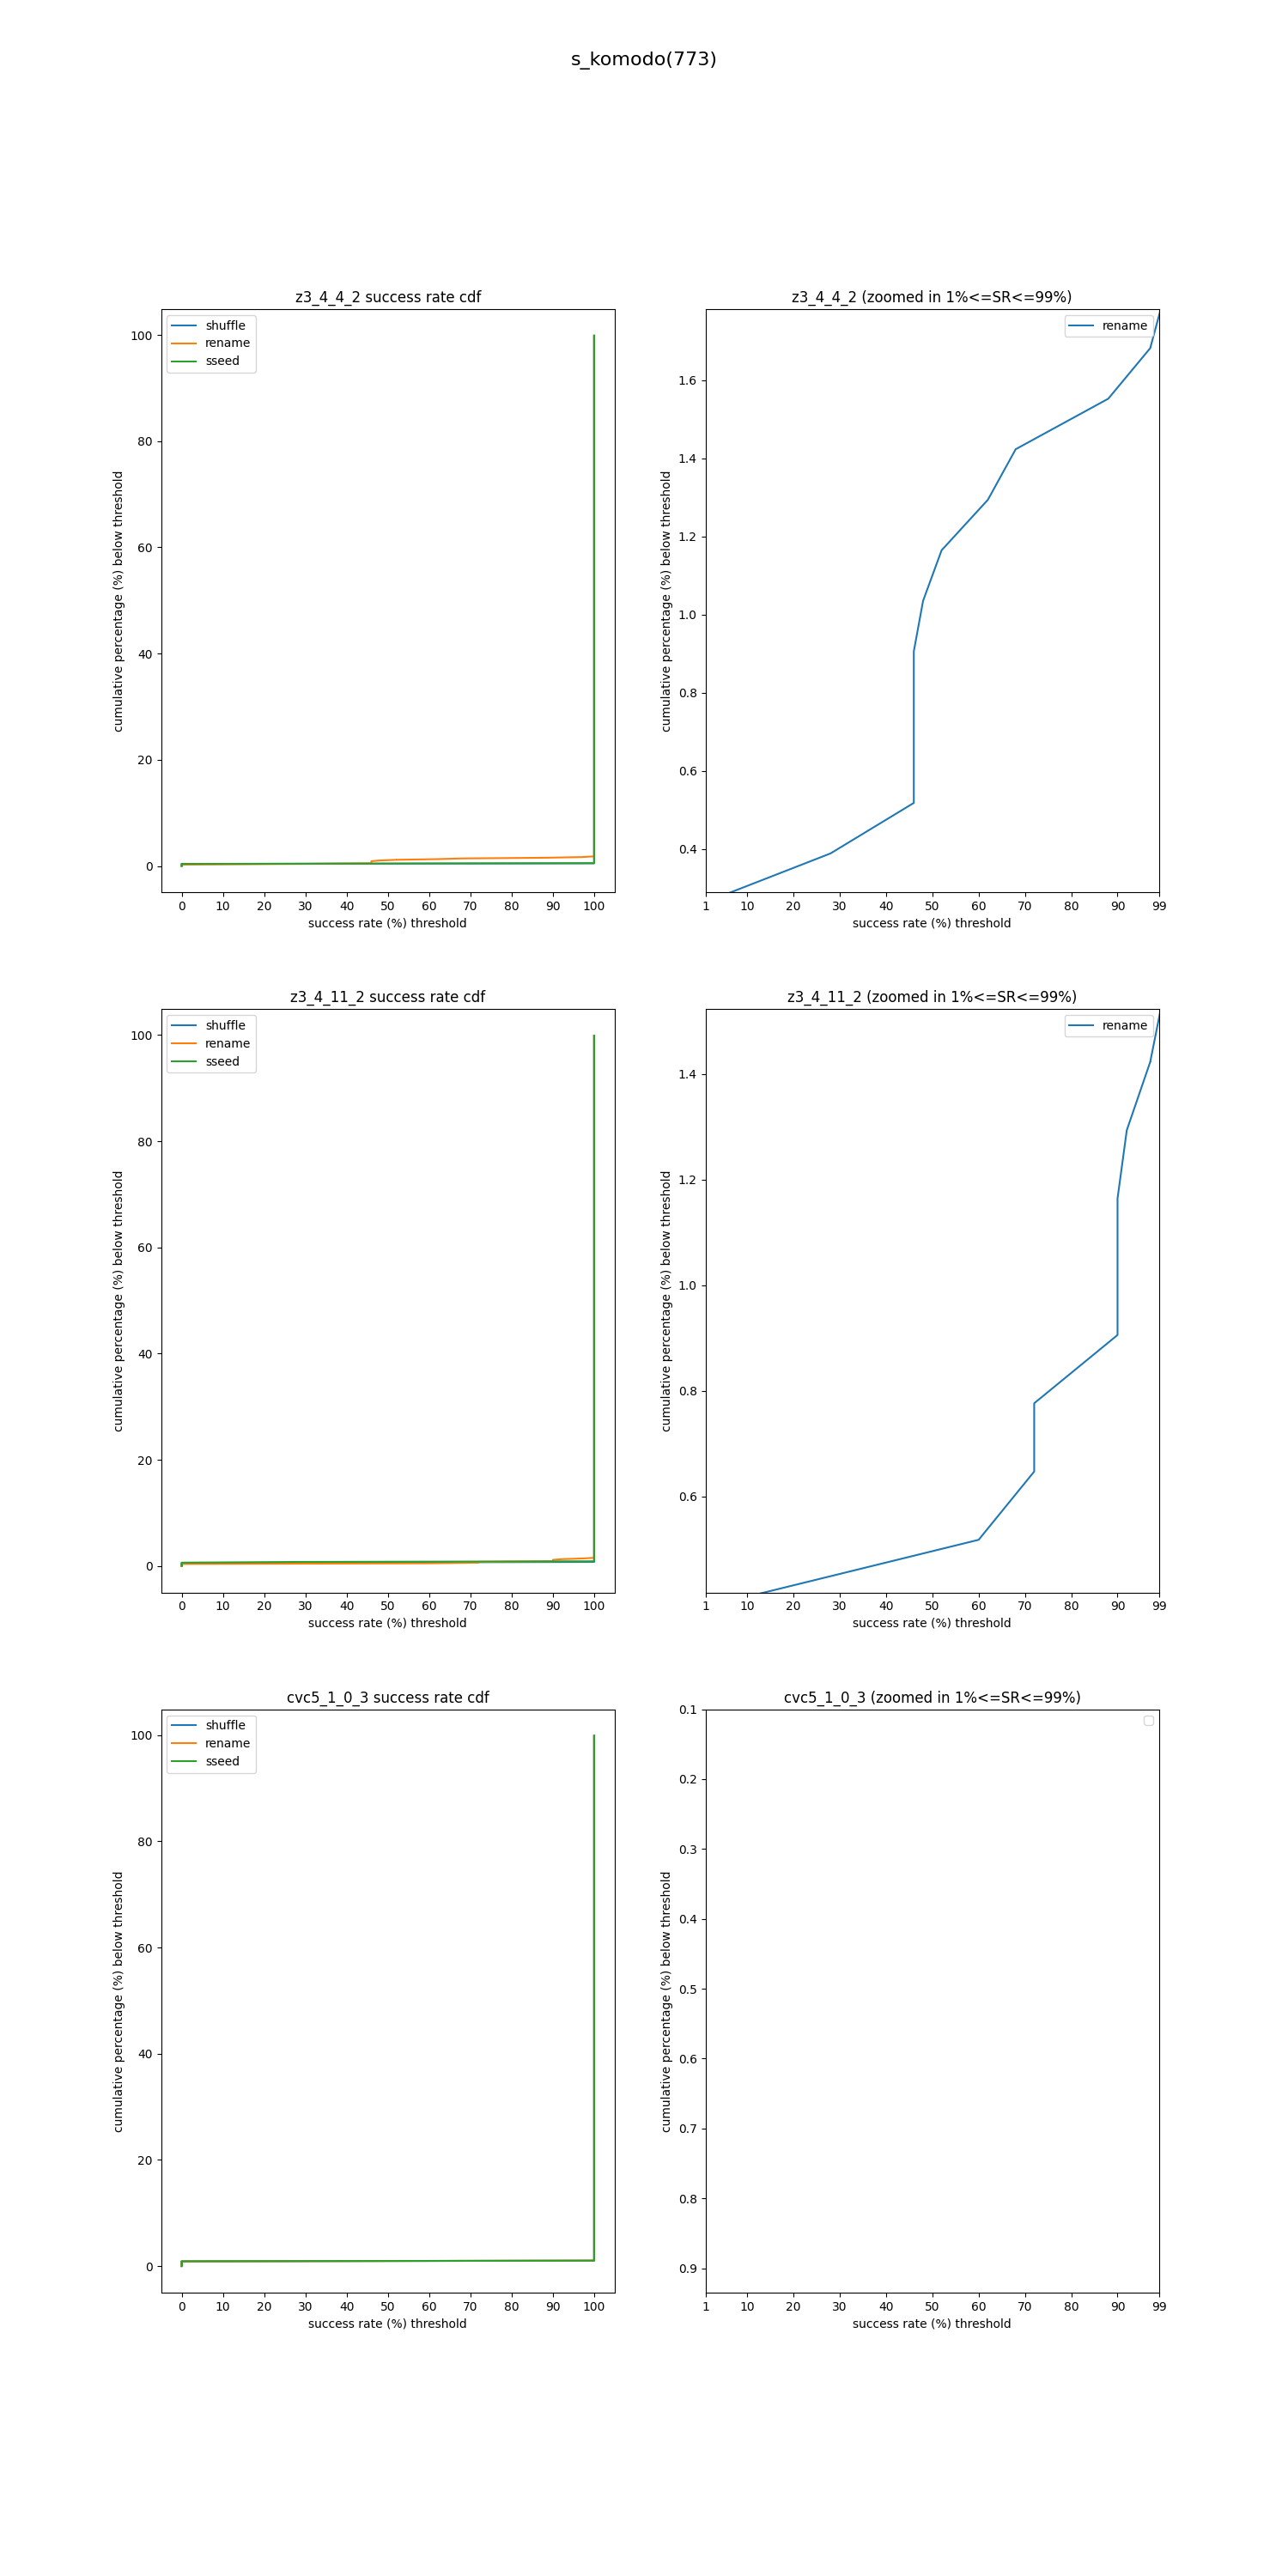 s_komodo(773)
z3_4_4_2 success rate cdf
shuffle
rename
sseed
100
80
60
40
20
0
cumulative percentage (%) below threshold
0 10 20 30 40 50 60 70 80 90 100
success rate (%) threshold
z3_4_4_2 (zoomed in 1%<=SR<=99%)
rename
1.6
1.4
1.2
1.0
0.8
0.6
0.4
cumulative percentage (%) below threshold
1 10 20 30 40 50 60 70 80 90 99
success rate (%) threshold
z3_4_11_2 success rate cdf
shuffle
rename
sseed
100
80
60
40
20
0
cumulative percentage (%) below threshold
0 10 20 30 40 50 60 70 80 90 100
success rate (%) threshold
z3_4_11_2 (zoomed in 1%<=SR<=99%)
rename
1.4
1.2
1.0
0.8
0.6
cumulative percentage (%) below threshold
1 10 20 30 40 50 60 70 80 90 99
success rate (%) threshold
cvc5_1_0_3 success rate cdf
shuffle
rename
sseed
100
80
60
40
20
0
cumulative percentage (%) below threshold
0 10 20 30 40 50 60 70 80 90 100
success rate (%) threshold
cvc5_1_0_3 (zoomed in 1%<=SR<=99%)
0.1
0.2
0.3
0.4
0.5
0.6
0.7
0.8
0.9
cumulative percentage (%) below threshold
1 10 20 30 40 50 60 70 80 90 99
success rate (%) threshold